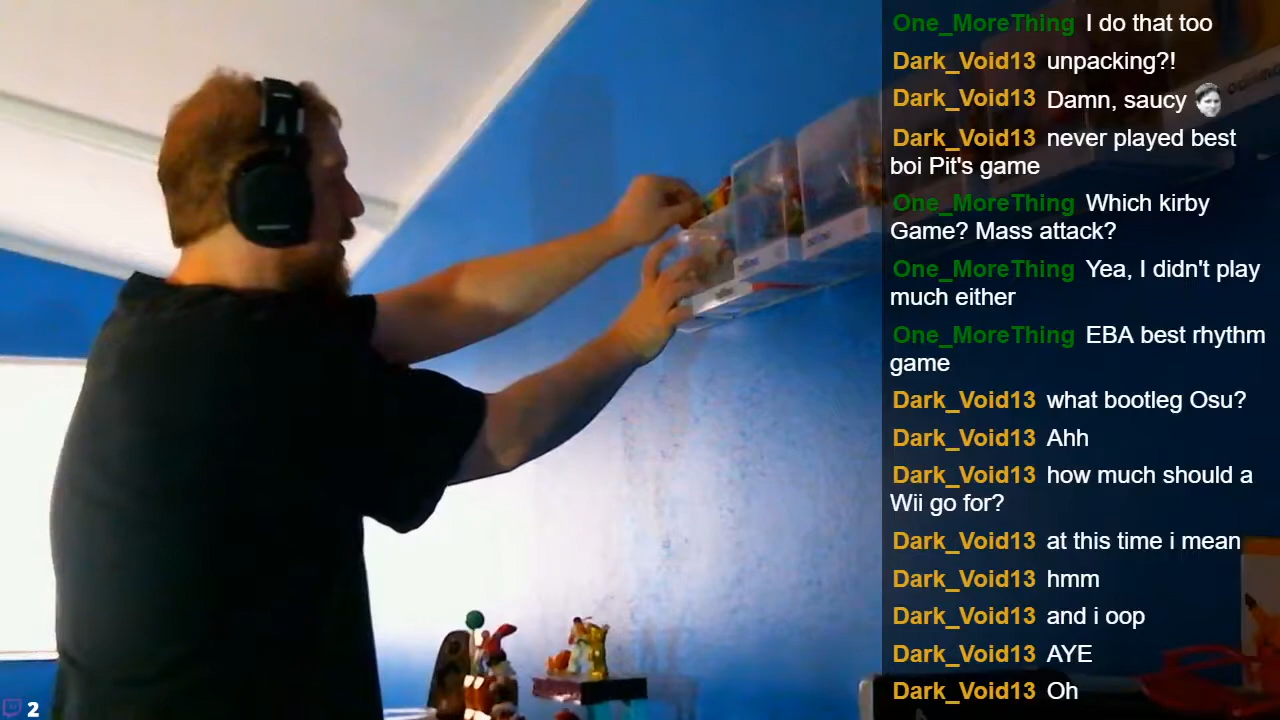 One_MoreThing I do that too
Dark_Void13 unpacking?!
Dark_Void13 Damn, saucy
Dark_Void13 never played best
boi Pit's game
One_MoreThing Which kirby
Game? Mass attack?
One_MoreThing Yea, I didn't play
much either
One_MoreThing EBA best rhythm
game
Dark_Void13 what bootleg Osu?
Dark_Void13 Ahh
Dark_Void13 how much should a
Wii go for?
Dark_Void13 at this time i mean
Dark_Void13 hmm
Dark_Void13 and i oop
Dark_Void13 AYE
Dark_Void13 Oh
2